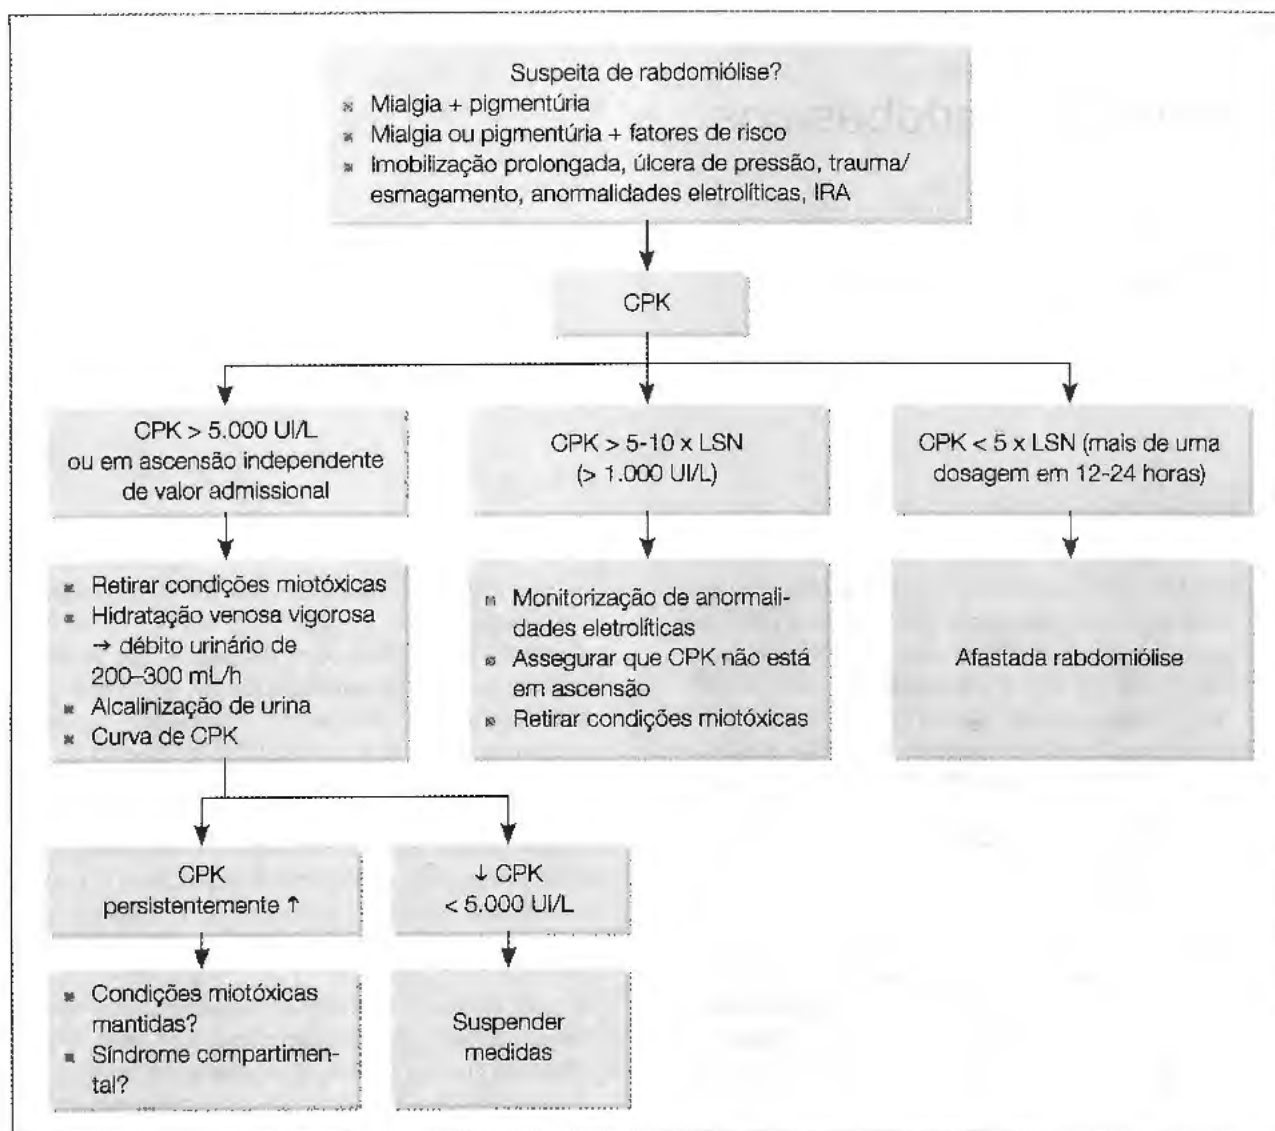 Suspeita de rabdomiólise?
Mialgia + pigmentúria
Mialgia ou pigmentúria + fatores de risco
Imobilização prolongada, úlcera de pressão, trauma/
esmagamento, anormalidades eletrolíticas, IRA
CPK
CPK > 5.000 UI/L
ou em ascensão independente
de valor admissional
CPK > 5-10 x LSN
(> 1.000 UI/L)
CPK < 5 x LSN (mais de uma
dosagem em 12-24 horas)
Retirar condições miotóxicas
Hidratação venosa vigorosa
→ débito urinário de
200–300 mL/h
Alcalinização de urina
Curva de CPK
Monitorização de anormali-
dades eletrolíticas
Assegurar que CPK não está
em ascensão
Retirar condições miotóxicas
Afastada rabdomiólise
CPK
persistentemente ↑
↓ CPK
< 5.000 UI/L
Condições miotóxicas
mantidas?
Síndrome compartimen-
tal?
Suspender
medidas